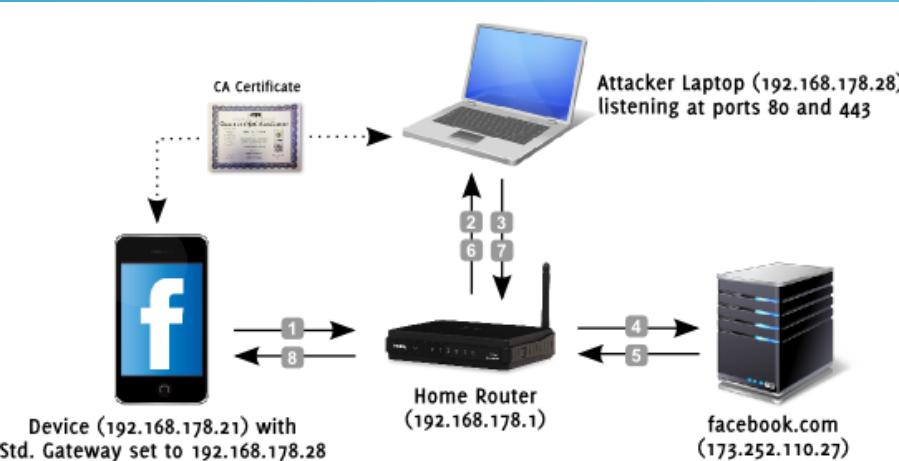 CA Certificate
Attacker Laptop (192.168.178.28)
listening at ports 80 and 443
2
3
6
7
f
1
8
4
5
Home Router
(192.168.178.1)
Device (192.168.178.21) with
Std. Gateway set to 192.168.178.28
facebook.com
(173.252.110.27)